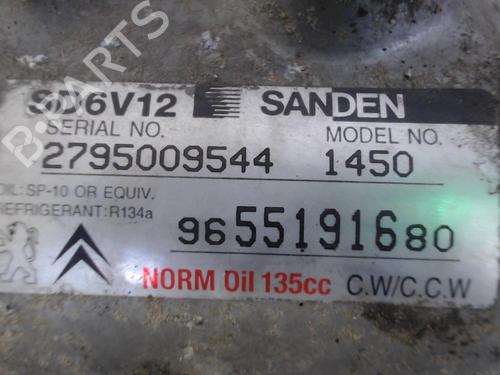 SD6V12 SANDEN
SERIAL NO. MODEL NO.
2795009544 1450
OIL: SP-10 OR EQUIV.
REFRIGERANT: R134a
9655191680
NORM Oil 135cc C.W/C.C.W
B-Parts